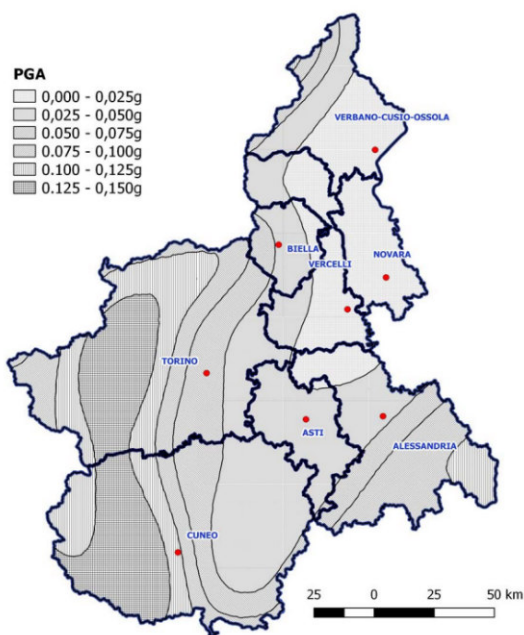 PGA
0,000 - 0,025g
0,025 - 0,050g
0.050 - 0,075g
0.075 - 0,100g
0.100 - 0,125g
0.125 - 0,150g
VERBANO-CUSIO-OSSOLA
BIELLA
NOVARA
VERCELLI
TORINO
ASTI
ALESSANDRIA
CUNEO
25 0 25 50 km